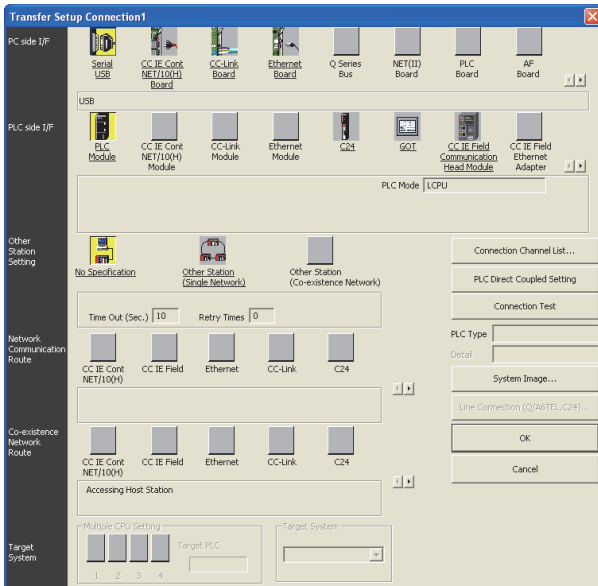 Transfer Setup Connection1
PC side I/F
Serial USB
CC IE Cont NET/10(H) Board
CC-Link Board
Ethernet Board
Q Series Bus
NET(II) Board
PLC Board
AF Board
USB
PLC side I/F
PLC Module
CC IE Cont NET/10(H) Module
CC-Link Module
Ethernet Module
C24
GOT
CC IE Field Communication Head Module
CC IE Field Ethernet Adapter
PLC Mode LCPU
Other Station Setting
No Specification
Other Station (Single Network)
Other Station (Co-existence Network)
Time Out (Sec.) 10 Retry Times 0
Connection Channel List...
PLC Direct Coupled Setting
Connection Test
PLC Type
Detail
System Image...
Line Connection (Q/A6TEL,C24)...
OK
Cancel
Network Communication Route
CC IE Cont NET/10(H)
CC IE Field
Ethernet
CC-Link
C24
Co-existence Network Route
CC IE Cont NET/10(H)
CC IE Field
Ethernet
CC-Link
C24
Accessing Host Station
Target System
Multiple CPU Setting
1 2 3 4
Target PLC
Target System